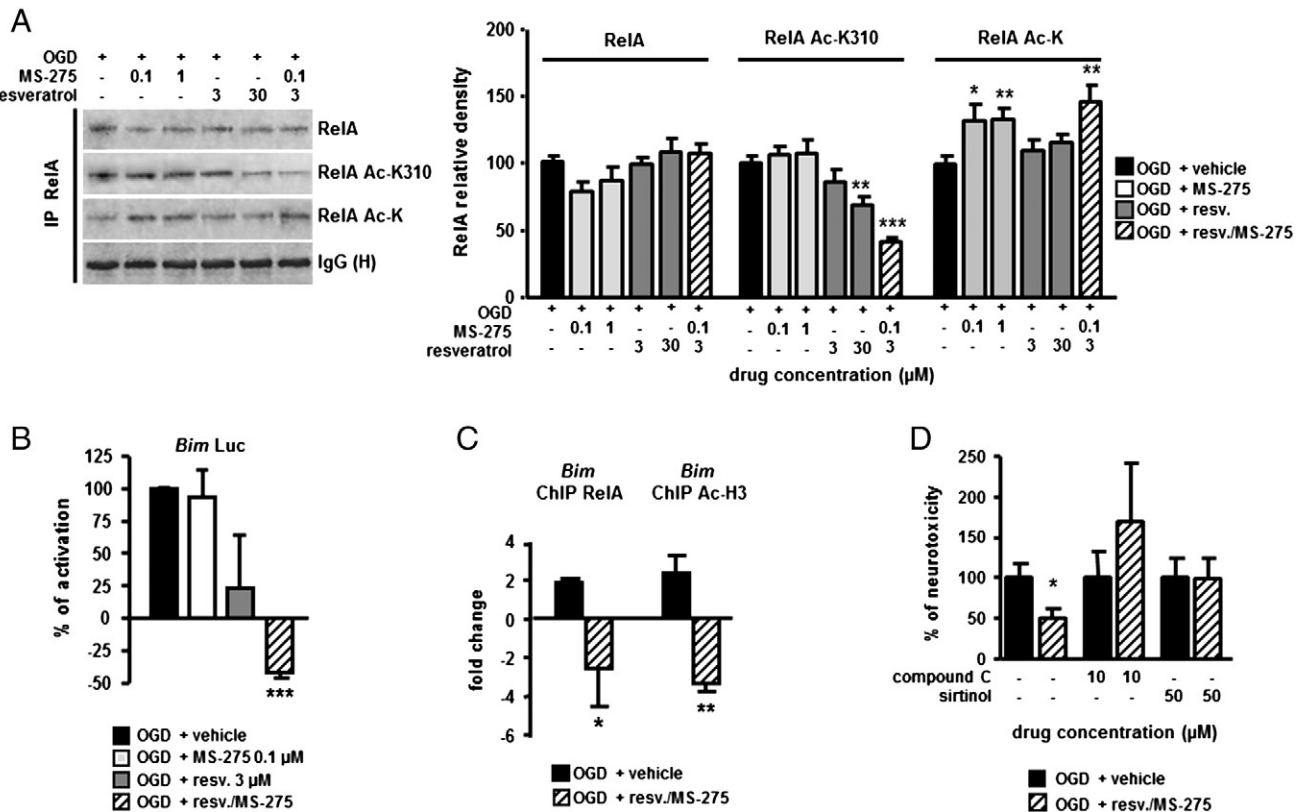 A
OGD + + + + + +
MS-275 - 0.1 1 - - 0.1
esveratrol - - - 3 30 3
IP RelA
RelA
RelA Ac-K310
RelA Ac-K
IgG (H)
RelA RelA Ac-K310 RelA Ac-K
RelA relative density
200
150
100
50
0
** *** * ** **
OGD + + + + + + + + + + + + + + + + + +
MS-275 - 0.1 1 - - 0.1 - 0.1 1 - - 0.1 - 0.1 1 - - 0.1
resveratrol - - - 3 30 3 - - - 3 30 3 - - - 3 30 3
drug concentration (µM)
OGD + vehicle
OGD + MS-275
OGD + resv.
OGD + resv./MS-275
B
Bim Luc
% of activation
125
100
75
50
25
0
-25
-50
***
OGD + vehicle
OGD + MS-275 0.1 µM
OGD + resv. 3 µM
OGD + resv./MS-275
C
Bim Bim
ChIP RelA ChIP Ac-H3
fold change
4
2
0
-2
-4
-6
* **
OGD + vehicle
OGD + resv./MS-275
D
% of neurotoxicity
250
200
150
100
50
0
*
compound C - - 10 10 - -
sirtinol - - - - 50 50
drug concentration (µM)
OGD + vehicle
OGD + resv./MS-275